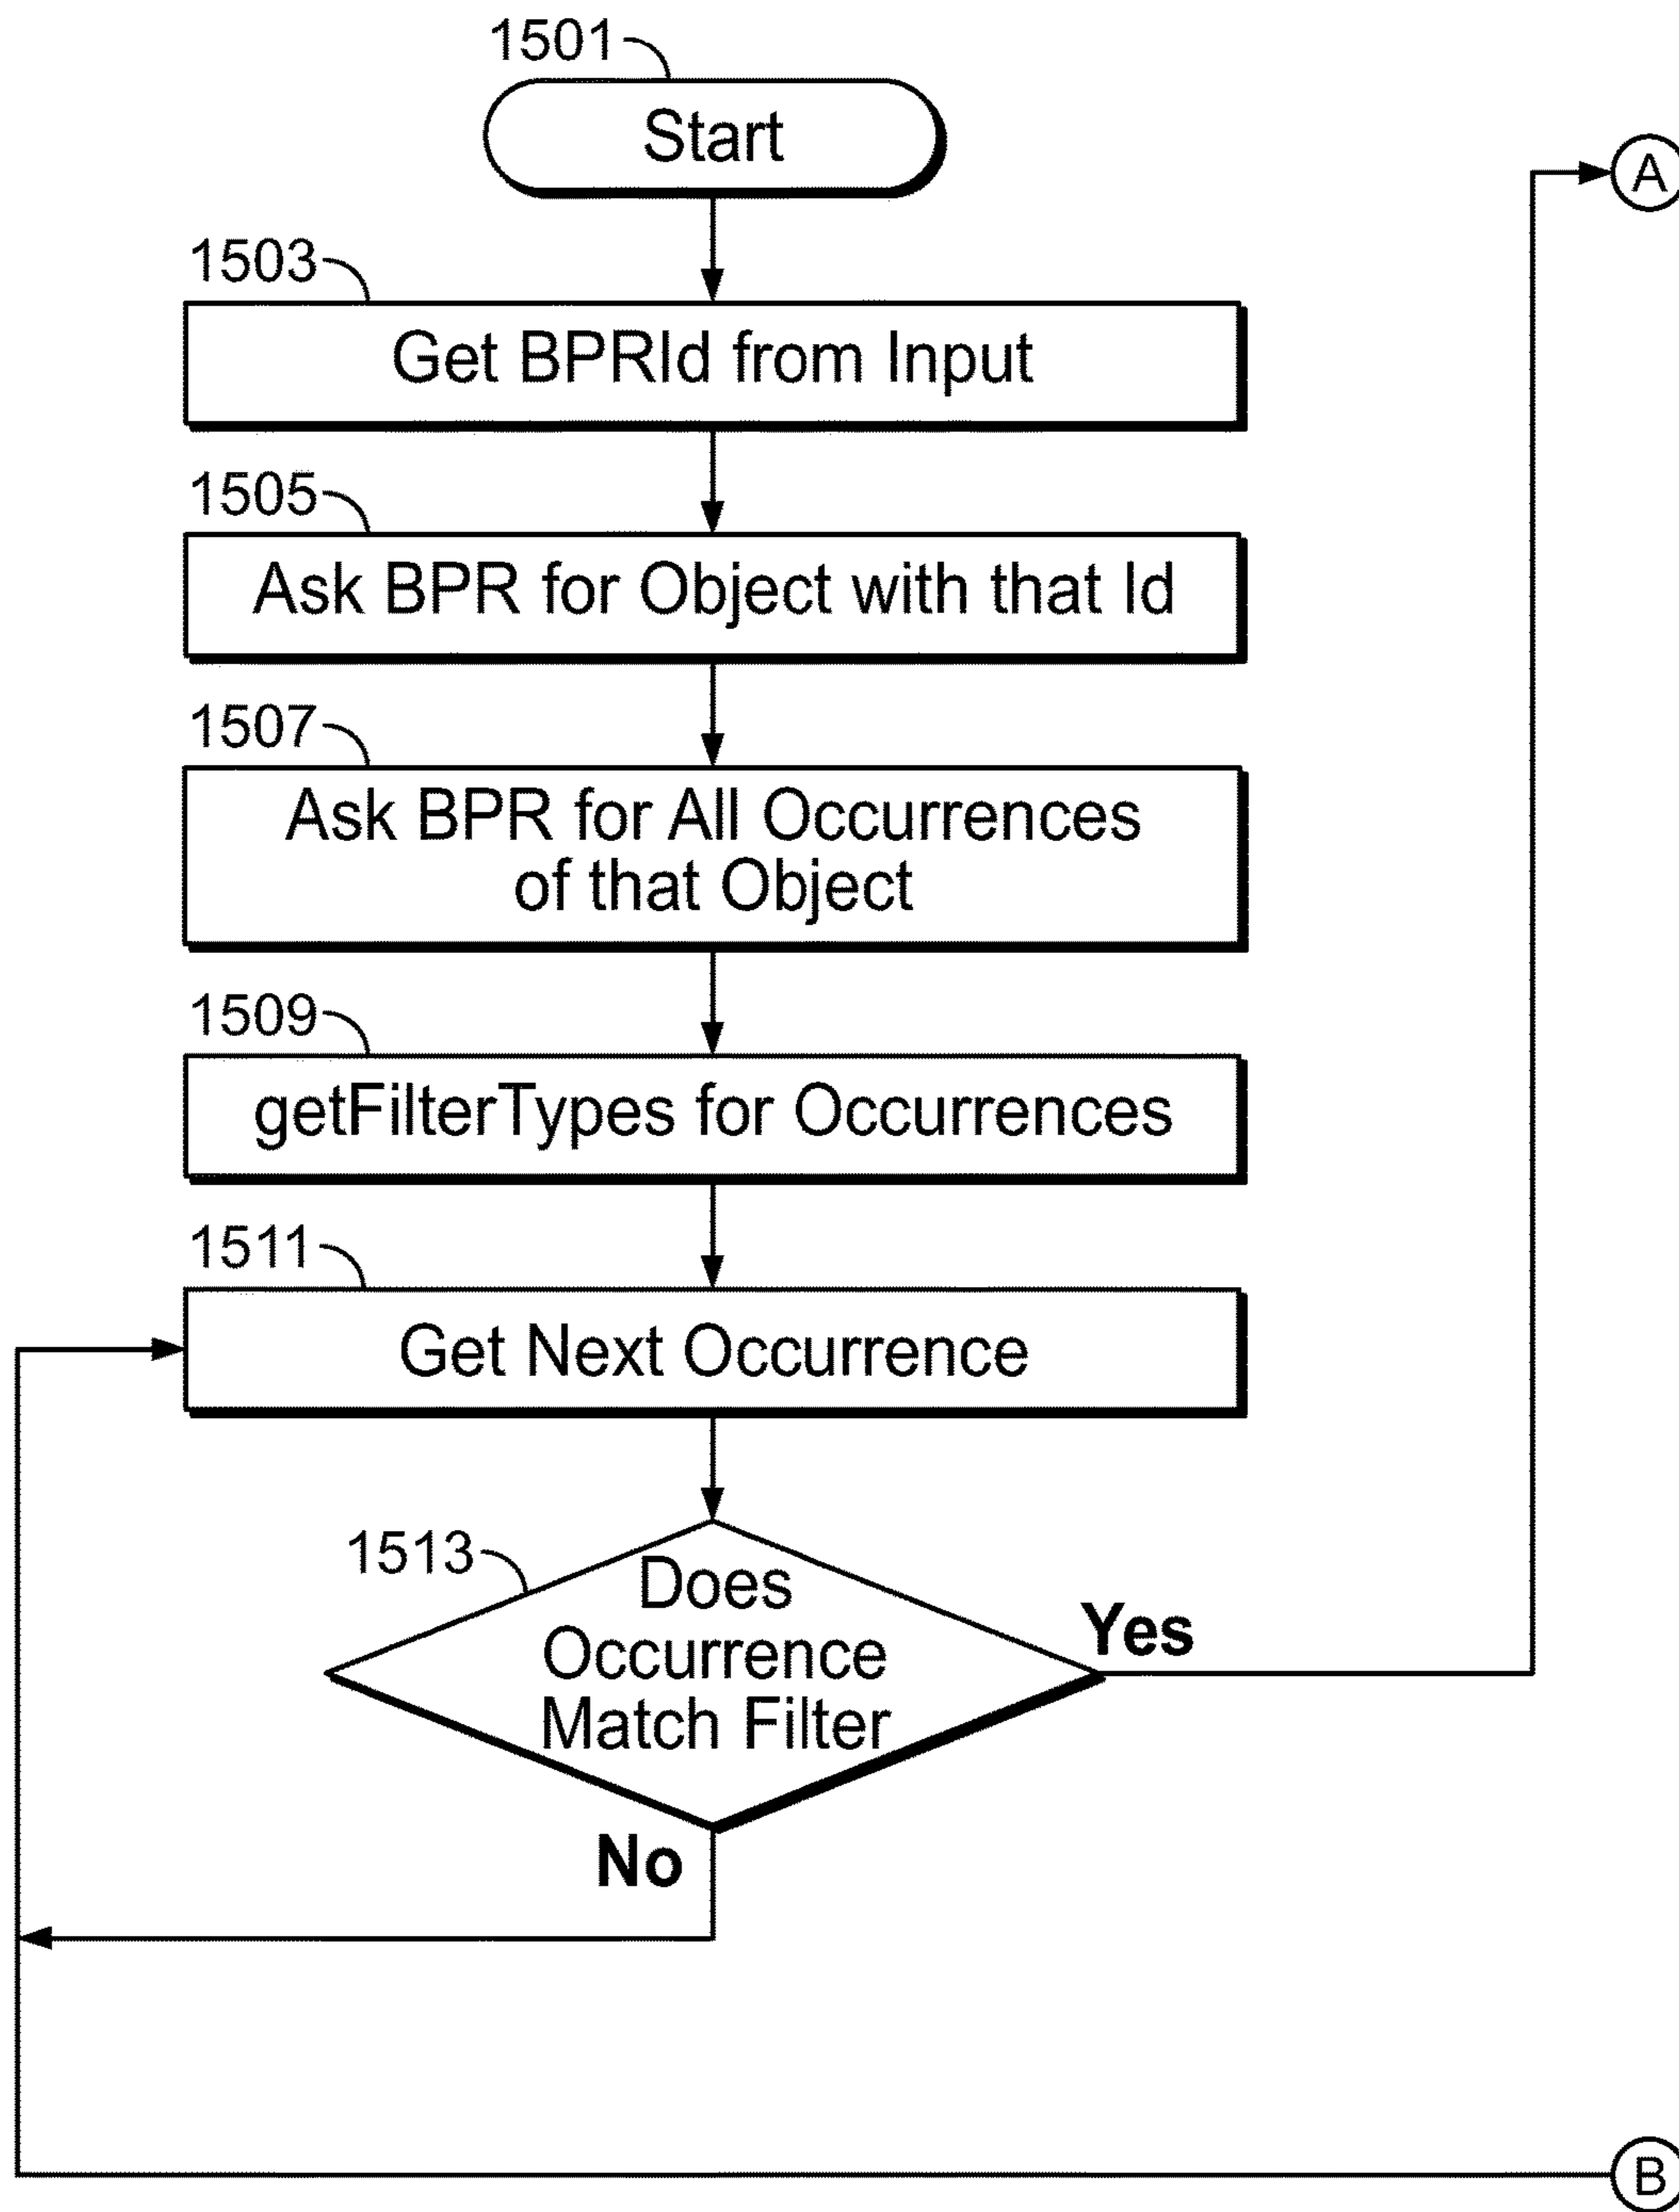 1501
Start
A
1503
Get BPRId from Input
1505
Ask BPR for Object with that Id
1507
Ask BPR for All Occurrences
of that Object
1509
getFilterTypes for Occurrences
1511
Get Next Occurrence
1513
Does
Occurrence
Match Filter
Yes
No
B